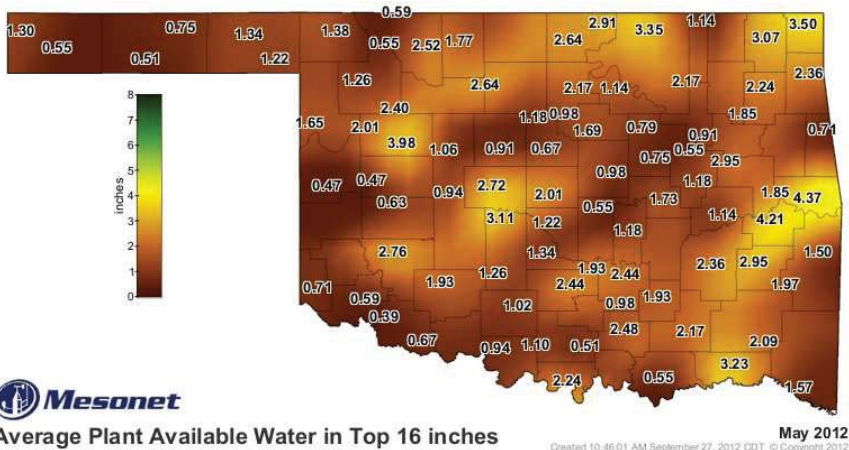 0.59
1.30 0.75 1.34 1.38 2.91 3.35 1.14 3.50
0.55 0.51 1.22 0.55 2.52 1.77 2.64 3.07
1.26 2.64 2.17 1.14 2.17 2.24 2.36
8
7
6
5
4
3
2
1
0
inches
2.40 1.18 0.98 1.85
1.65 2.01 1.69 0.79 0.91 0.71
3.98 1.06 0.91 0.67 0.75 0.55 2.95
0.47 0.47 0.98 1.18
0.63 0.94 2.72 2.01 0.55 1.73 1.85 4.37
3.11 1.22 1.18 1.14 4.21
2.76 1.34 2.36 2.95 1.50
1.93 1.26 1.93 2.44 1.97
0.71 2.44
0.59 1.02 0.98 1.93
0.39
0.67 0.94 1.10 0.51 2.48 2.17 2.09
2.24 0.55 3.23 1.57
Mesonet
Average Plant Available Water in Top 16 inches
May 2012
Created 10:46:01 AM September 27, 2012 CDT. © Copyright 2012